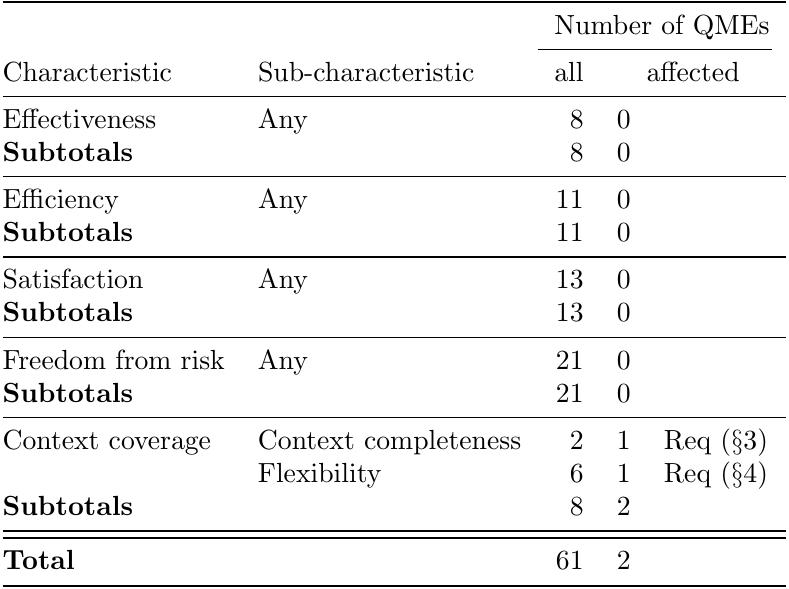 Number of QMEs
Characteristic Sub-characteristic all affected
Effectiveness Any 8 0
Subtotals 8 0
Efficiency Any 11 0
Subtotals 11 0
Satisfaction Any 13 0
Subtotals 13 0
Freedom from risk Any 21 0
Subtotals 21 0
Context coverage Context completeness 2 1 Req (§3)
Flexibility 6 1 Req (§4)
Subtotals 8 2
Total 61 2